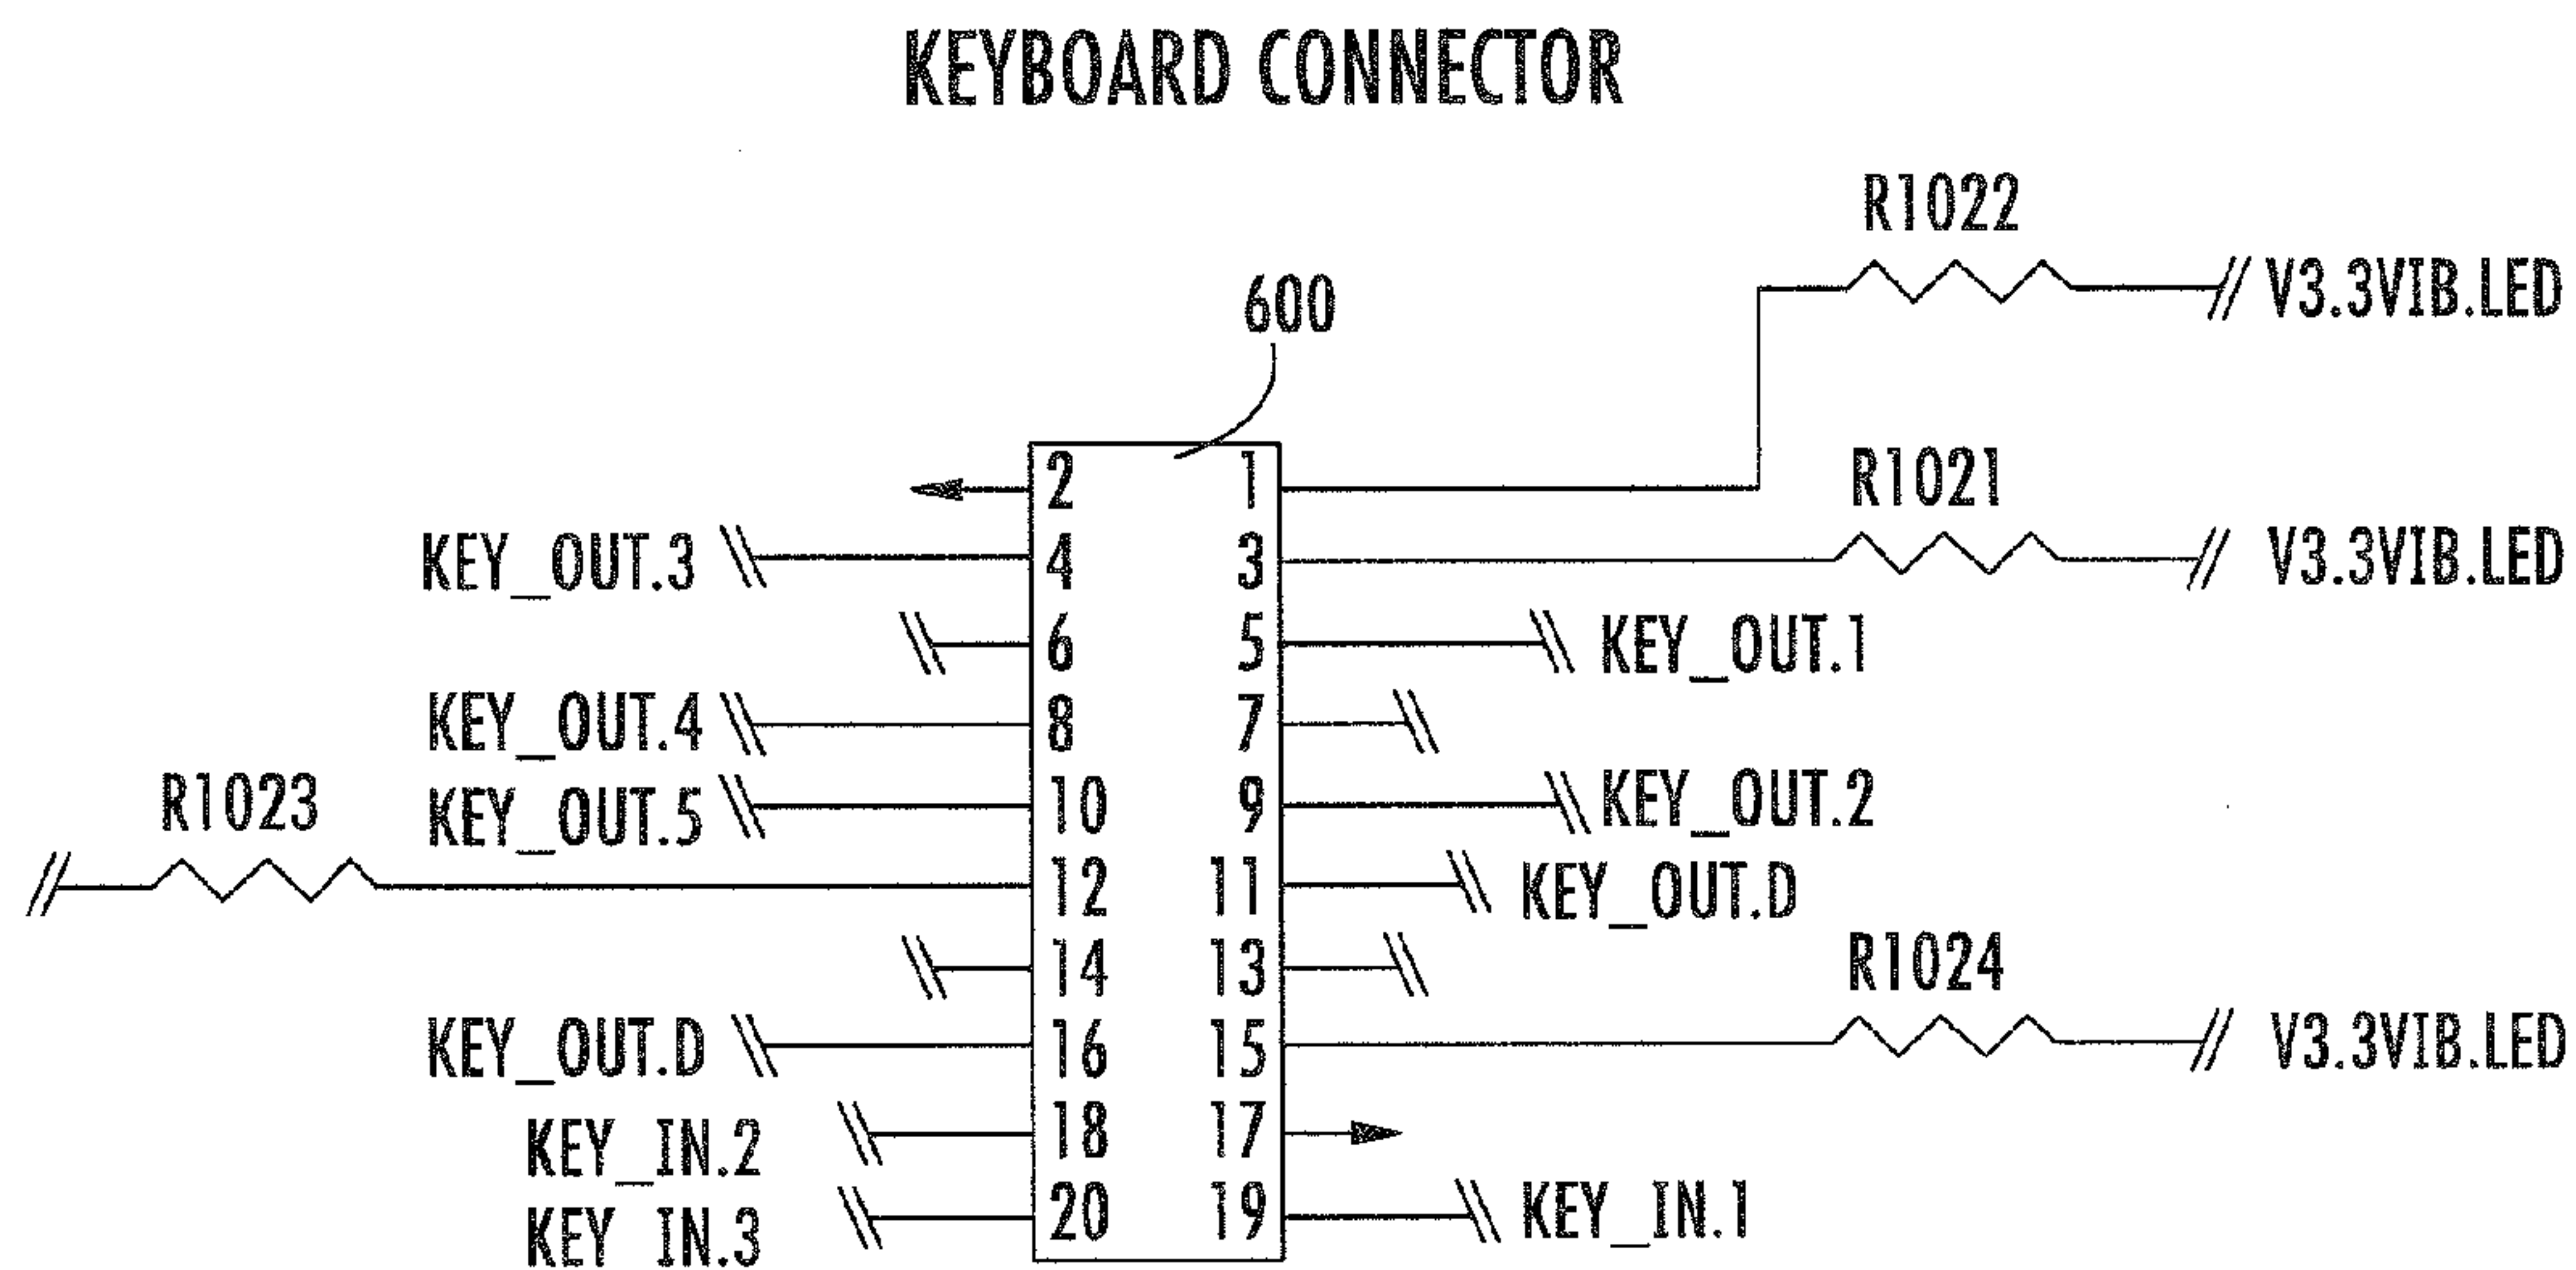 KEYBOARD CONNECTOR
R1022
V3.3VIB.LED
600
2 1
R1021
KEY_OUT.3 4 3 V3.3VIB.LED
6 5 KEY_OUT.1
KEY_OUT.4 8 7
R1023 KEY_OUT.5 10 9 KEY_OUT.2
12 11 KEY_OUT.D
14 13 R1024
KEY_OUT.D 16 15 V3.3VIB.LED
KEY_IN.2 18 17
KEY IN.3 20 19 KEY_IN.1